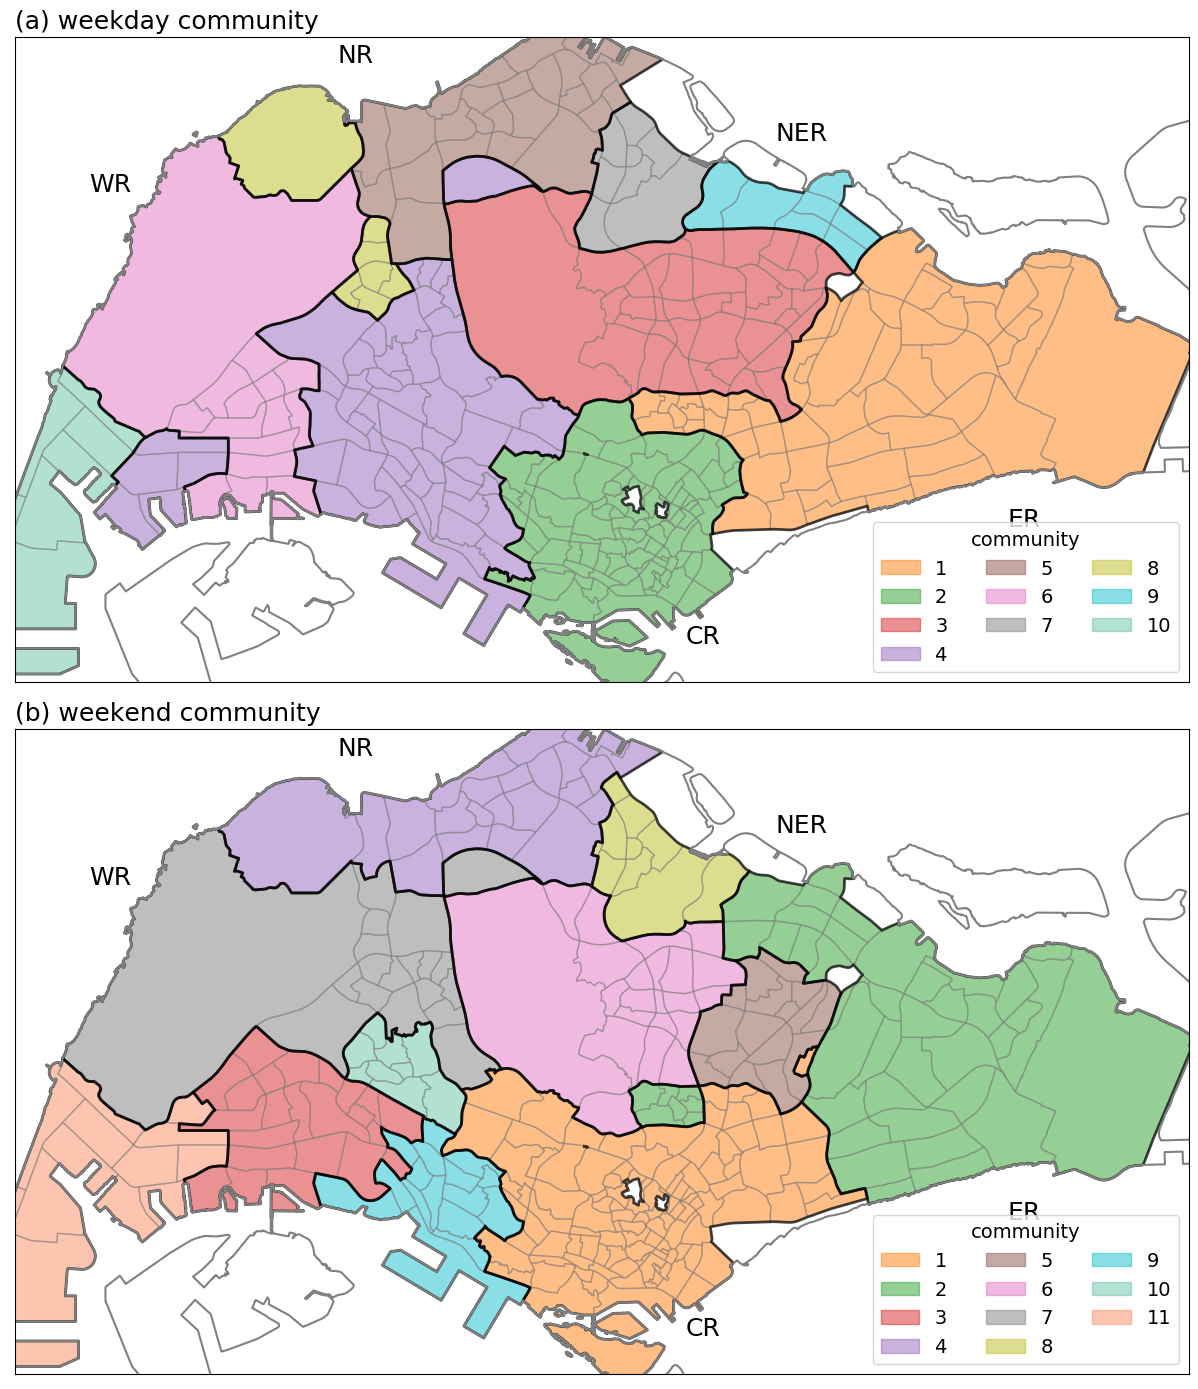 (a) weekday community
NR
NER
WR
ER
community
1 5 8
2 6 9
3 7 10
4
CR
(b) weekend community
NR
NER
WR
ER
community
1 5 9
2 6 10
3 7 11
4 8
CR